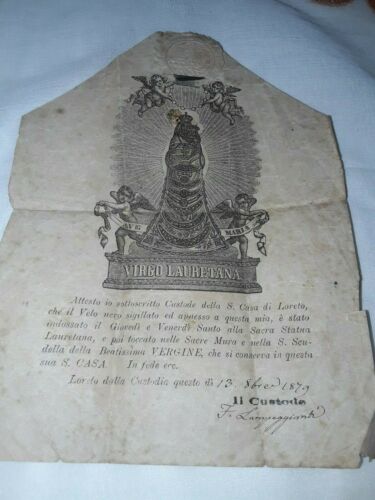 AVE MARIA
VIRGO LAURETANA
Attesto io sottoscritto Custode della S. Casa di Loreto,
che il Velo nero sigillato ed annesso a questa mia, è stato
indossato il Giovedì e Venerdì Santo alla Sacra Statua
Lauretana, e poi toccato nelle Sacre Mura e nella S. Scu-
della della Beatissima VERGINE, che si conserva in questa
sua S. CASA. In fede ecc.
Loreto dalla Custodia questo dì 13 8bre 1879
Il Custode